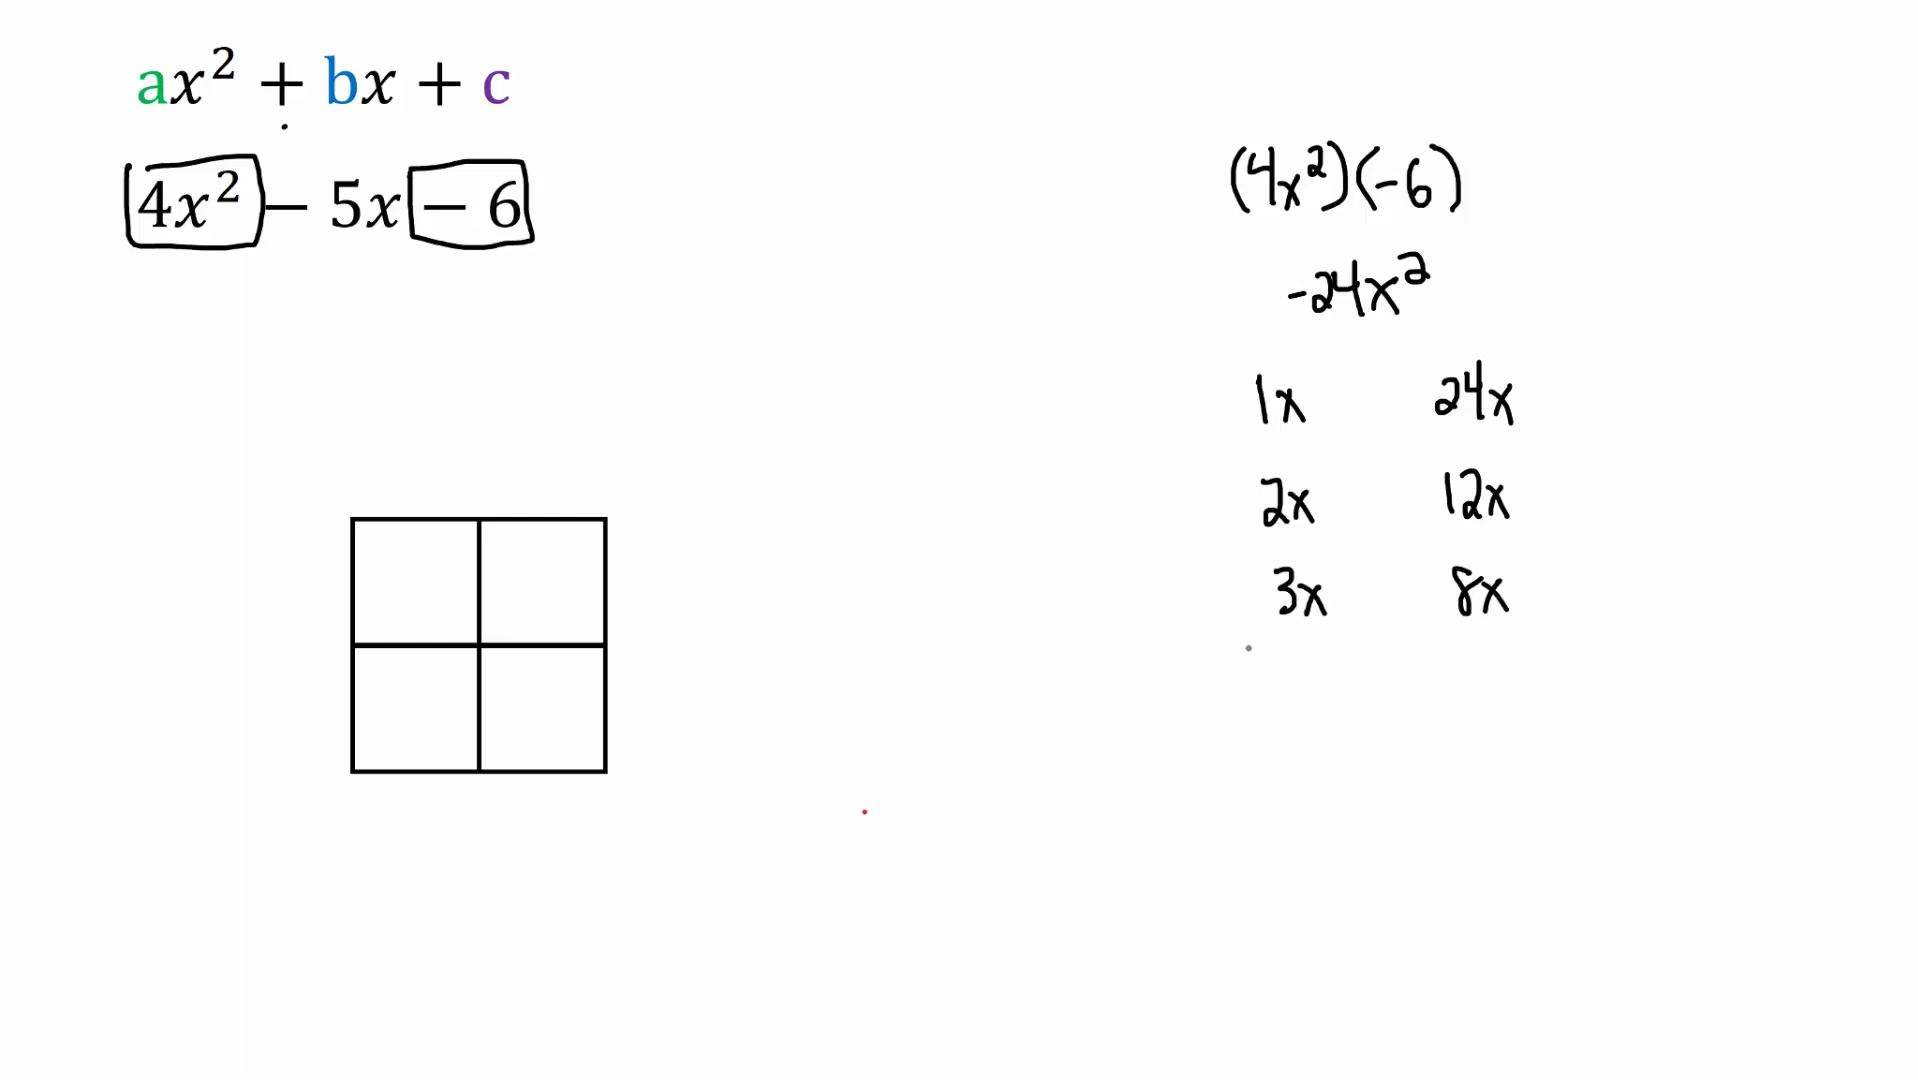 ax² + bx + c
4x² − 5x − 6
(4x²)(-6)
-24x²
1x 24x
2x 12x
3x 8x